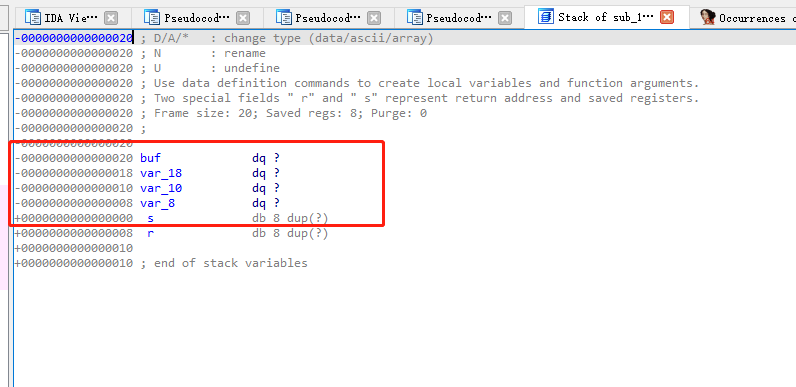 IDA Vie⋯ Pseudocod⋯ Pseudocod⋯ Pseudocod⋯ Stack of sub_1⋯ Occurrences o
-0000000000000020 ; D/A/* : change type (data/ascii/array)
-0000000000000020 ; N : rename
-0000000000000020 ; U : undefine
-0000000000000020 ; Use data definition commands to create local variables and function arguments.
-0000000000000020 ; Two special fields " r" and " s" represent return address and saved registers.
-0000000000000020 ; Frame size: 20; Saved regs: 8; Purge: 0
-0000000000000020 ;
-0000000000000020
-0000000000000020 buf dq ?
-0000000000000018 var_18 dq ?
-0000000000000010 var_10 dq ?
-0000000000000008 var_8 dq ?
+0000000000000000 s db 8 dup(?)
+0000000000000008 r db 8 dup(?)
+0000000000000010
+0000000000000010 ; end of stack variables